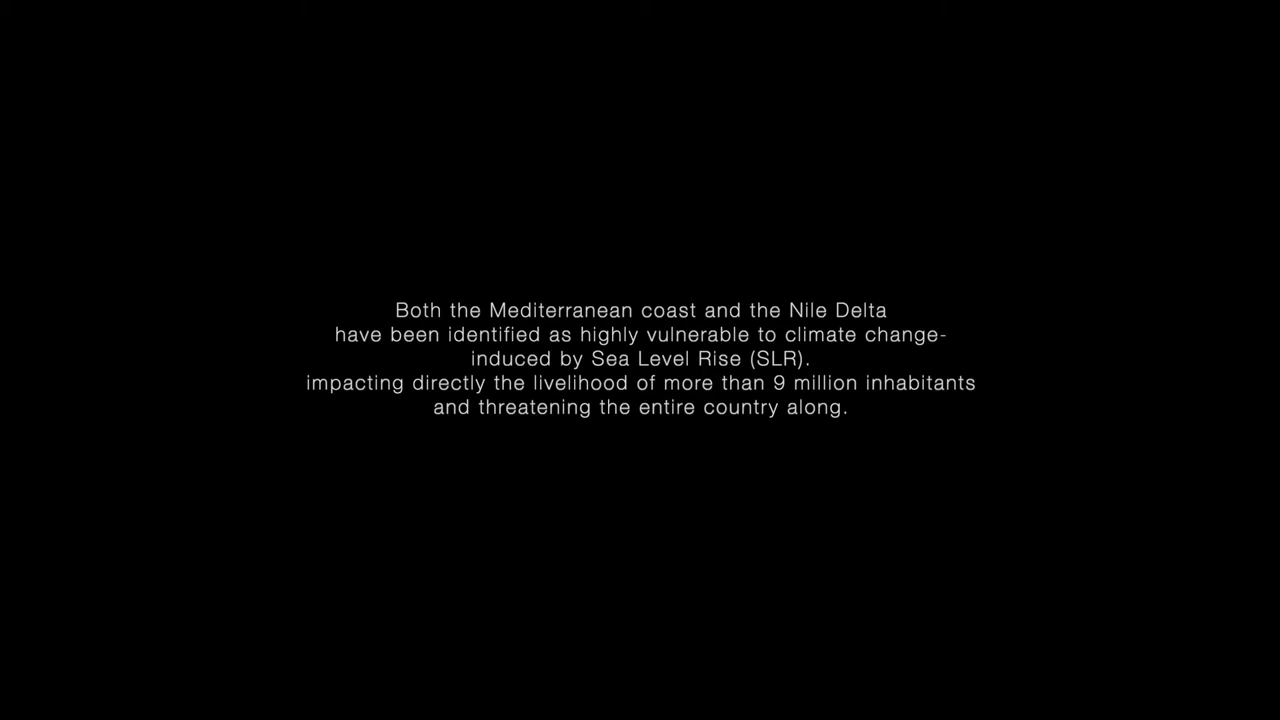 Both the Mediterranean coast and the Nile Delta
have been identified as highly vulnerable to climate change-
induced by Sea Level Rise (SLR).
impacting directly the livelihood of more than 9 million inhabitants
and threatening the entire country along.